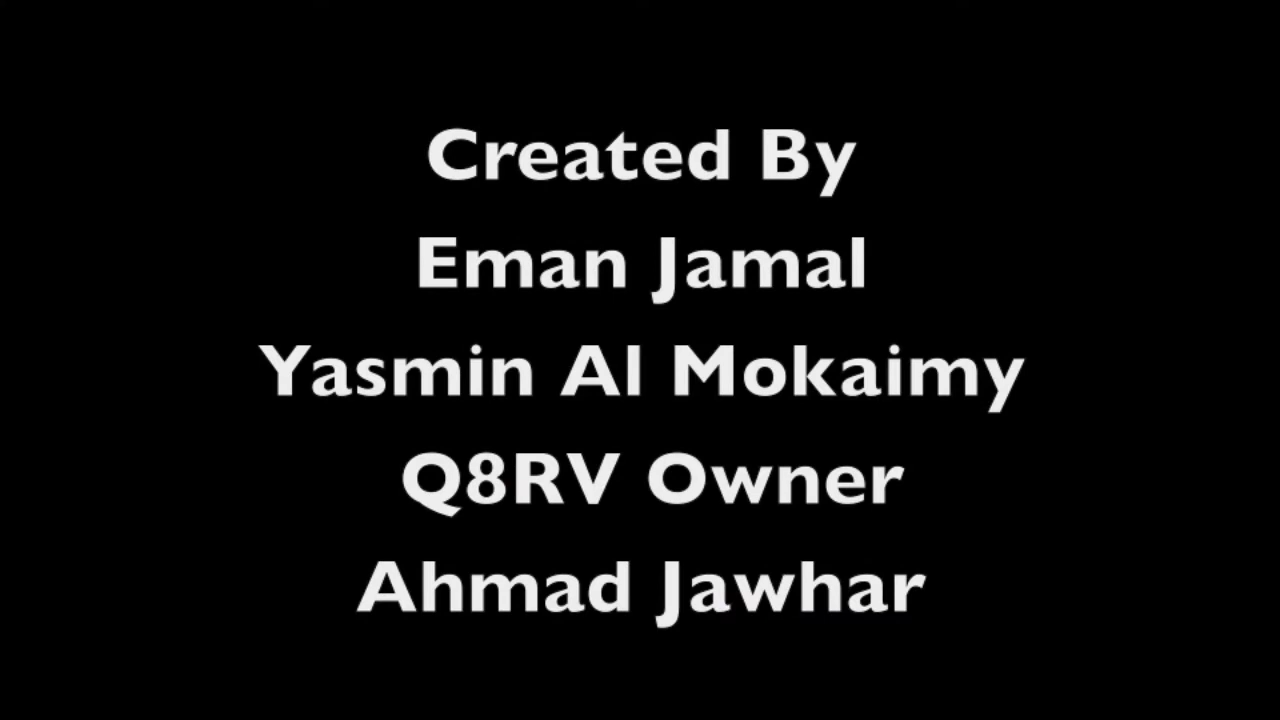 Created By
Eman Jamal
Yasmin Al Mokaimy
Q8RV Owner
Ahmad Jawhar